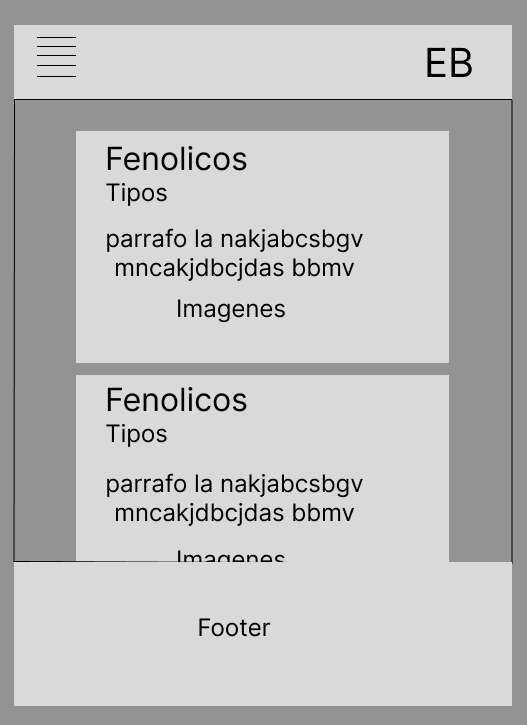 EB
Fenolicos
Tipos
parrafo la nakjabcsbgv
mncakjdbcjdas bbmv
Imagenes
Fenolicos
Tipos
parrafo la nakjabcsbgv
mncakjdbcjdas bbmv
Imagenes
Footer